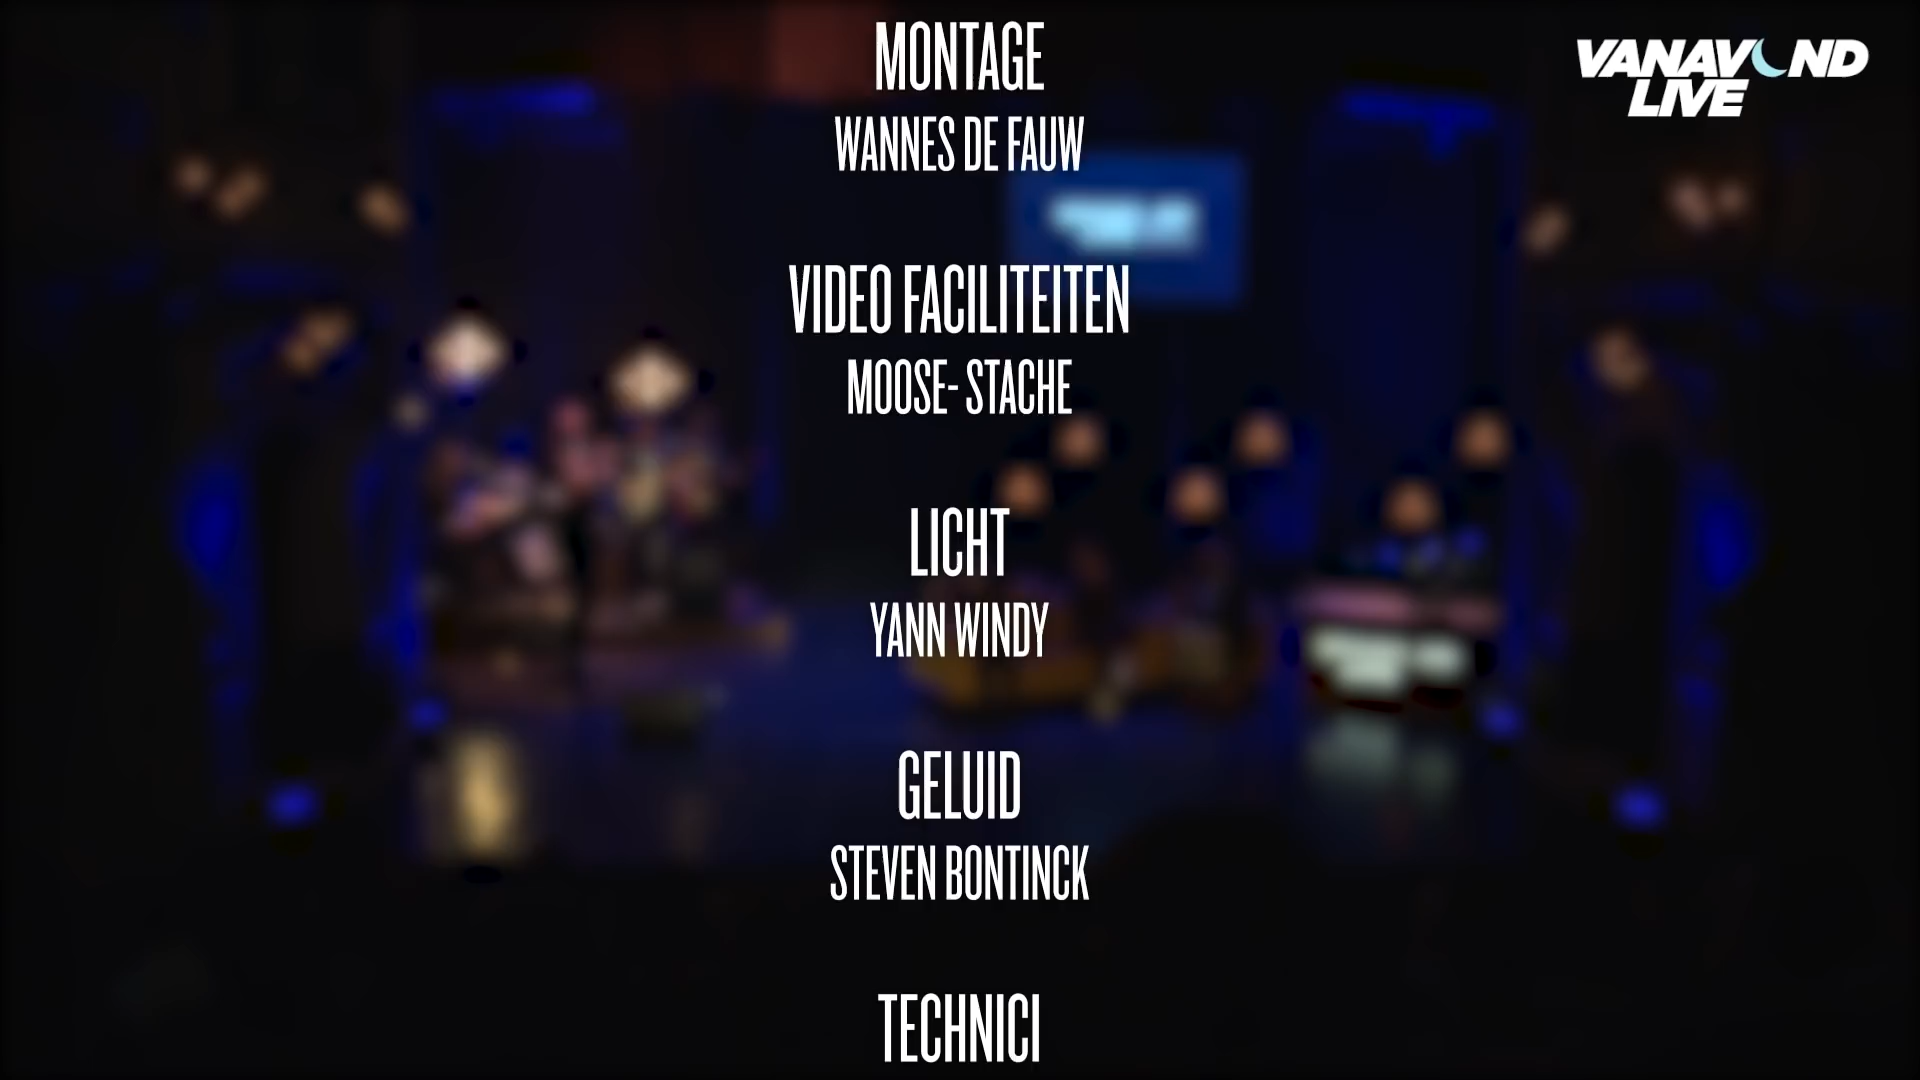 MONTAGE
WANNES DE FAUW
VIDEO FACILITEITEN
MOOSE- STACHE
LICHT
YANN WINDY
GELUID
STEVEN BONTINCK
TECHNICI
VANAVOND
LIVE